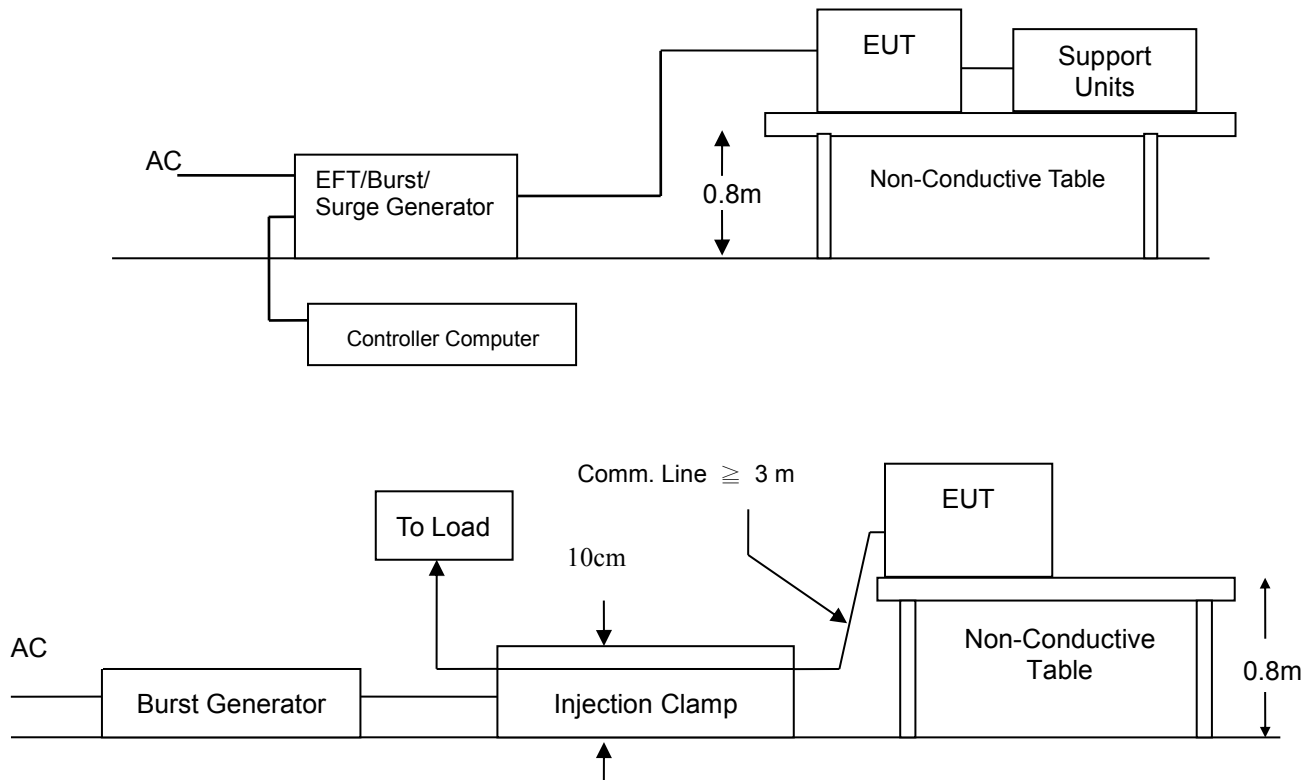 EUT
Support
Units
AC
EFT/Burst/
Surge Generator
0.8m
Non-Conductive Table
Controller Computer
Comm. Line ≧ 3 m
EUT
To Load
10cm
AC
Non-Conductive
Table
0.8m
Burst Generator
Injection Clamp